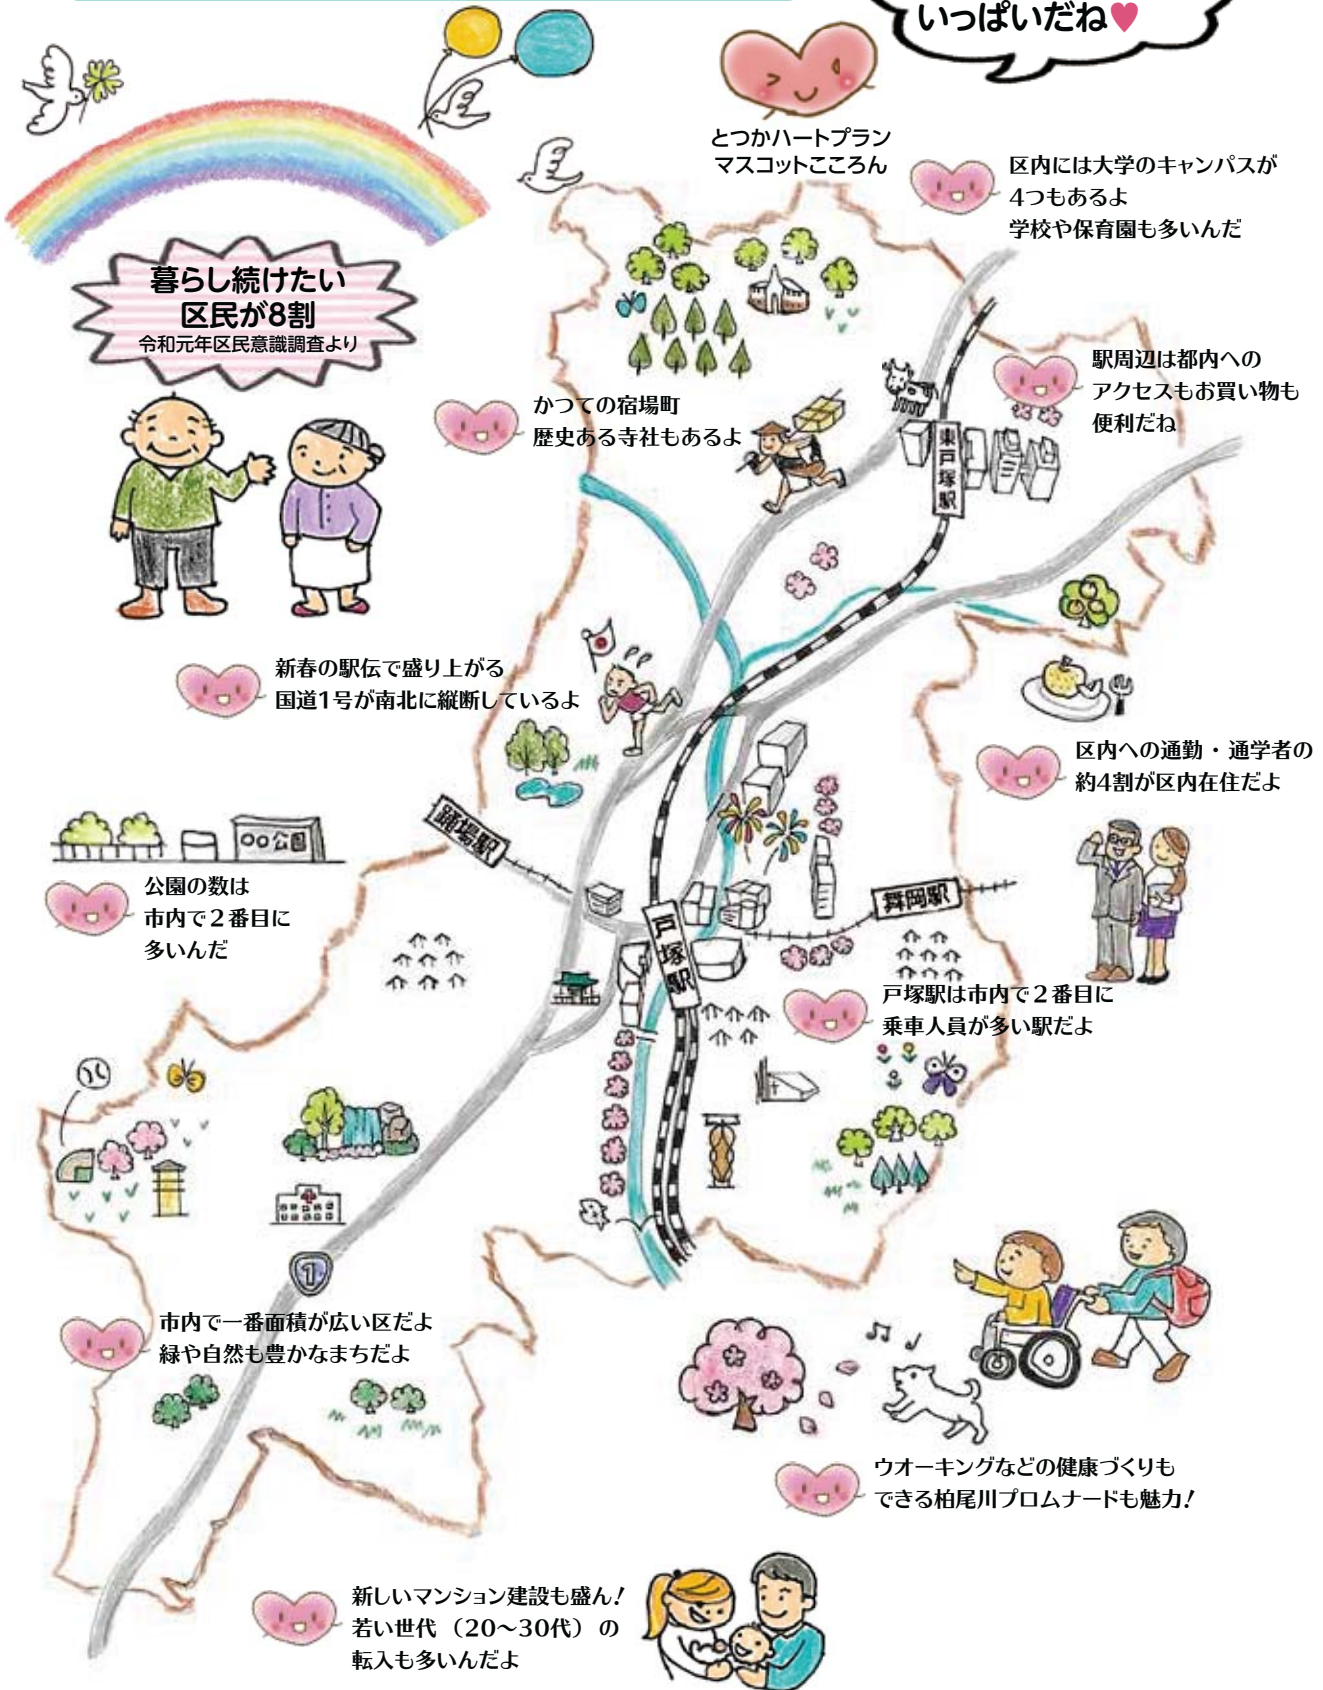 いっぱいだね♥
とつかハートプラン
マスコットこころん
区内には大学のキャンパスが
4つもあるよ
学校や保育園も多いんだ
暮らし続けたい
区民が8割
令和元年区民意識調査より
駅周辺は都内への
アクセスもお買い物も
便利だね
かつての宿場町
歴史ある寺社もあるよ
東戸塚駅
新春の駅伝で盛り上がる
国道1号が南北に縦断しているよ
区内への通勤・通学者の
約4割が区内在住だよ
踊場駅
〇〇公園
公園の数は
市内で2番目に
多いんだ
舞岡駅
戸塚駅
戸塚駅は市内で2番目に
乗車人員が多い駅だよ
1
市内で一番面積が広い区だよ
緑や自然も豊かなまちだよ
ウオーキングなどの健康づくりも
できる柏尾川プロムナードも魅力!
新しいマンション建設も盛ん!
若い世代（20〜30代）の
転入も多いんだよ